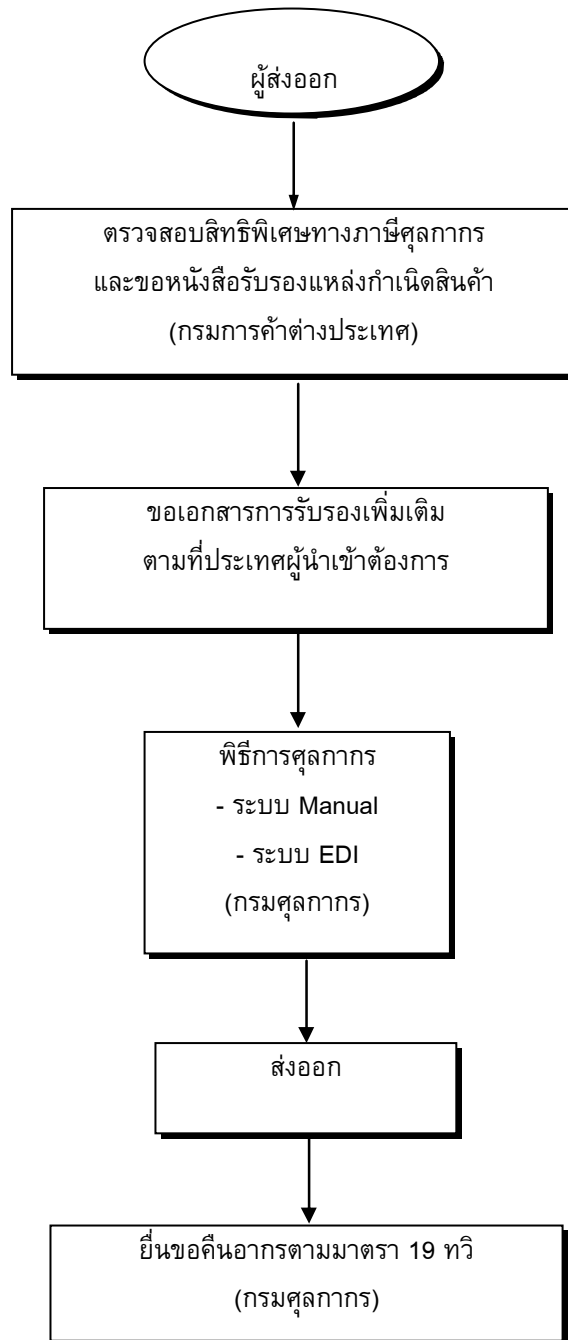 ผู้ส่งออก
ตรวจสอบสิทธิพิเศษทางภาษีศุลกากร
และขอหนังสือรับรองแหล่งกำเนิดสินค้า
(กรมการค้าต่างประเทศ)
ขอเอกสารการรับรองเพิ่มเติม
ตามที่ประเทศผู้นำเข้าต้องการ
พิธีการศุลกากร
- ระบบ Manual
- ระบบ EDI
(กรมศุลกากร)
ส่งออก
ยื่นขอคืนอากรตามมาตรา 19 ทวิ
(กรมศุลกากร)